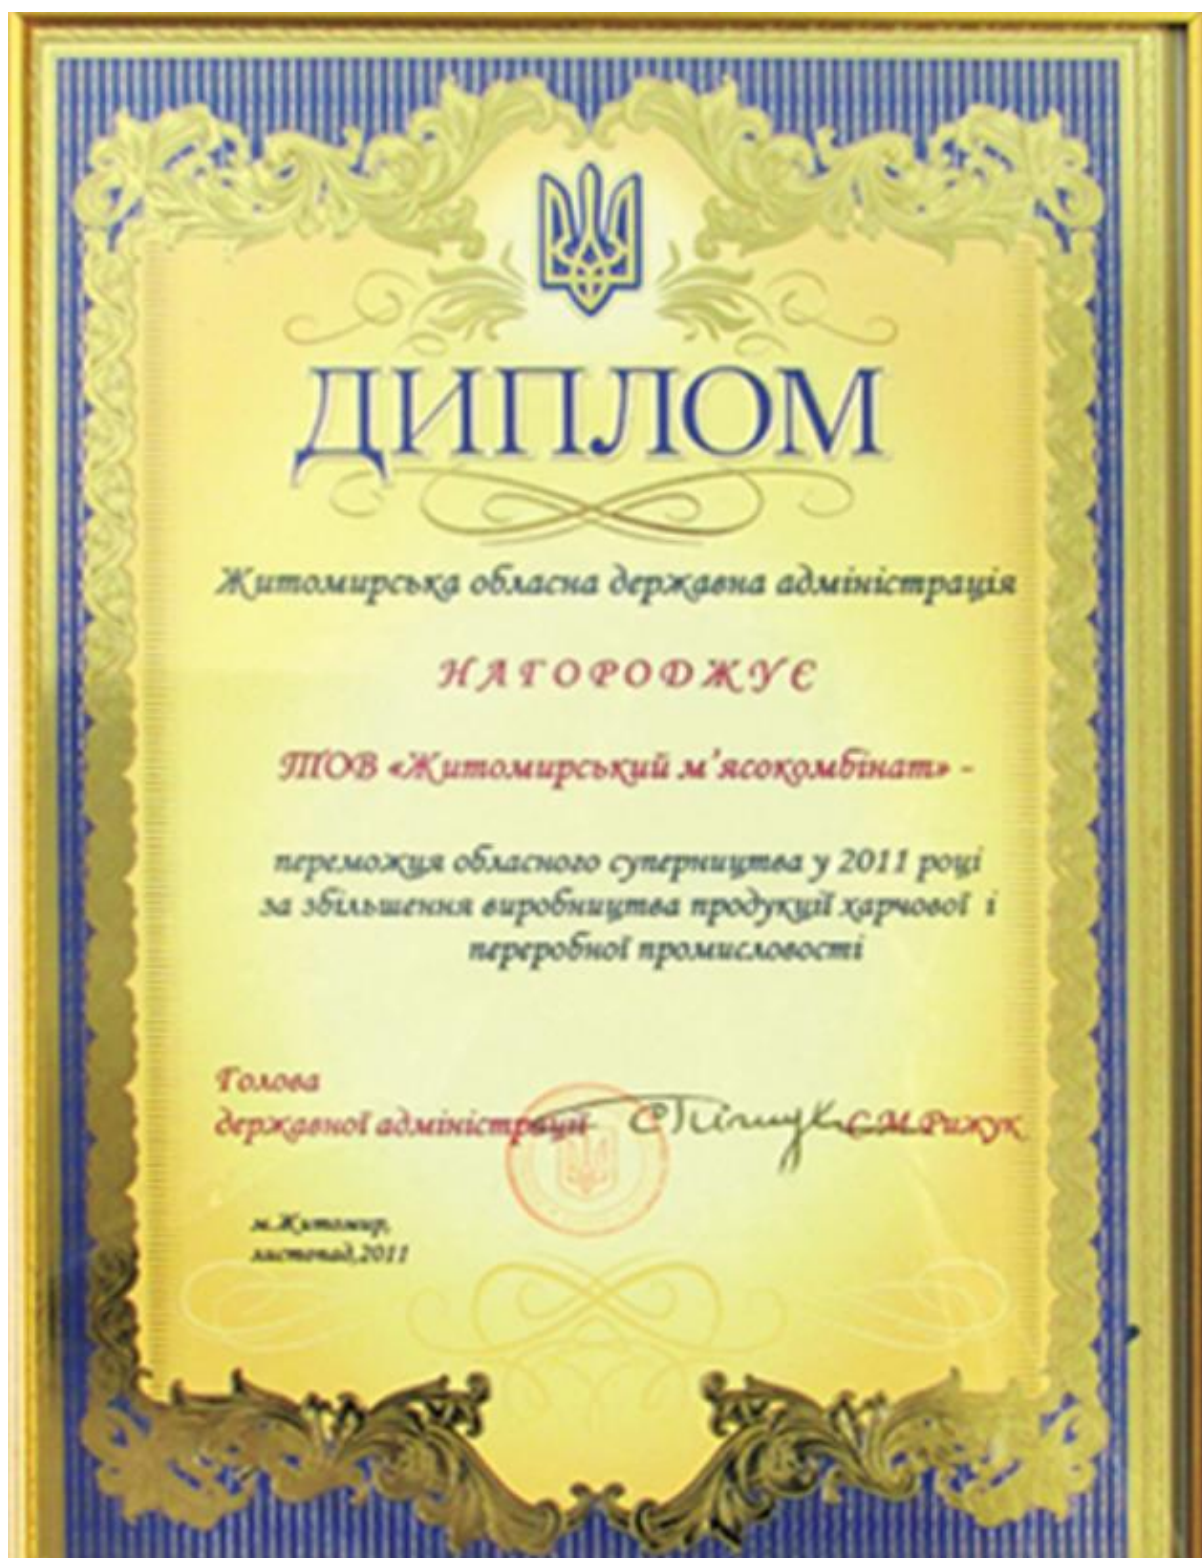 ДИПЛОМ
Житомирська обласна державна адміністрація
НАГОРОДЖУЄ
ТОВ «Житомирський м’ясокомбінат» -
переможця обласного суперництва у 2011 році
за збільшення виробництва продукції харчової і
переробної промисловості
Голова
державної адміністрації С.М.Рижук
м.Житомир,
листопад,2011